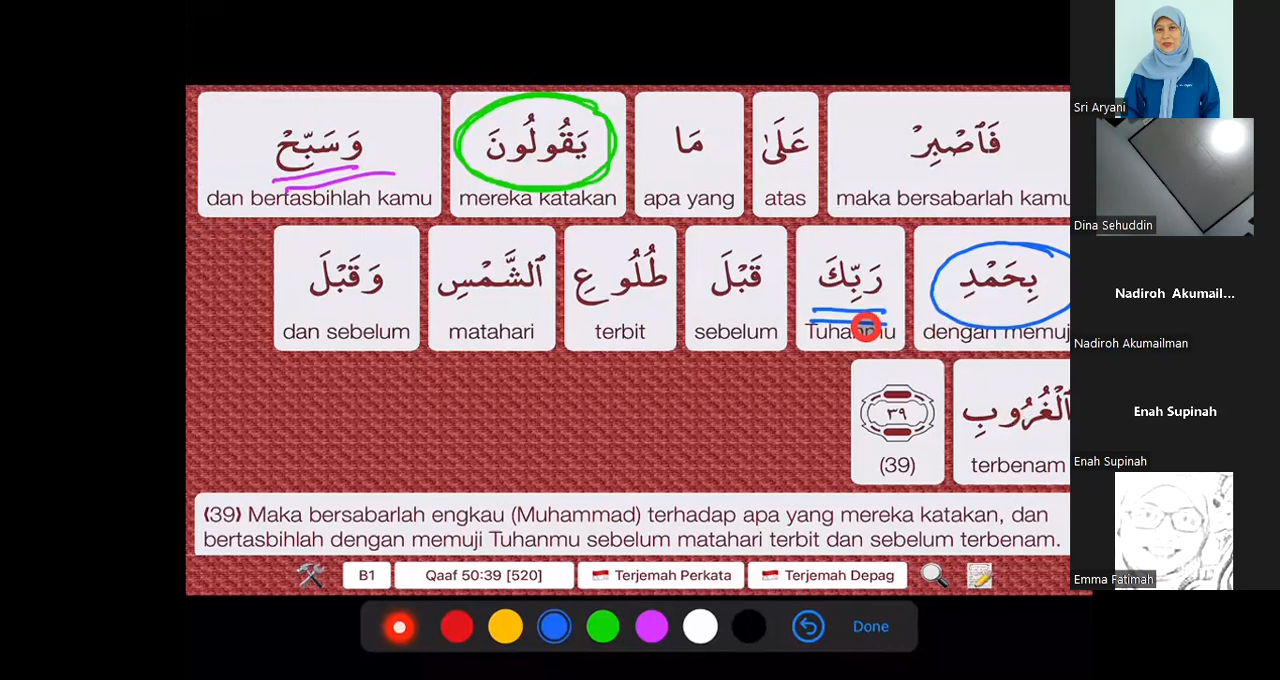 فَٱصْبِرْ عَلَىٰ مَا يَقُولُونَ وَسَبِّحْ
maka bersabarlah kamu atas apa yang mereka katakan dan bertasbihlah kamu
بِحَمْدِ رَبِّكَ قَبْلَ طُلُوعِ ٱلشَّمْسِ وَقَبْلَ
dengan memuj Tuhanmu sebelum terbit matahari dan sebelum
ٱلْغُرُوبِ ٣٩
terbenam (39)
(39) Maka bersabarlah engkau (Muhammad) terhadap apa yang mereka katakan, dan
bertasbihlah dengan memuji Tuhanmu sebelum matahari terbit dan sebelum terbenam.
B1 Qaaf 50:39 [520] Terjemah Perkata Terjemah Depag
Done
Sri Aryani
Dina Sehuddin
Nadiroh Akumail...
Nadiroh Akumailman
Enah Supinah
Enah Supinah
Emma Fatimah